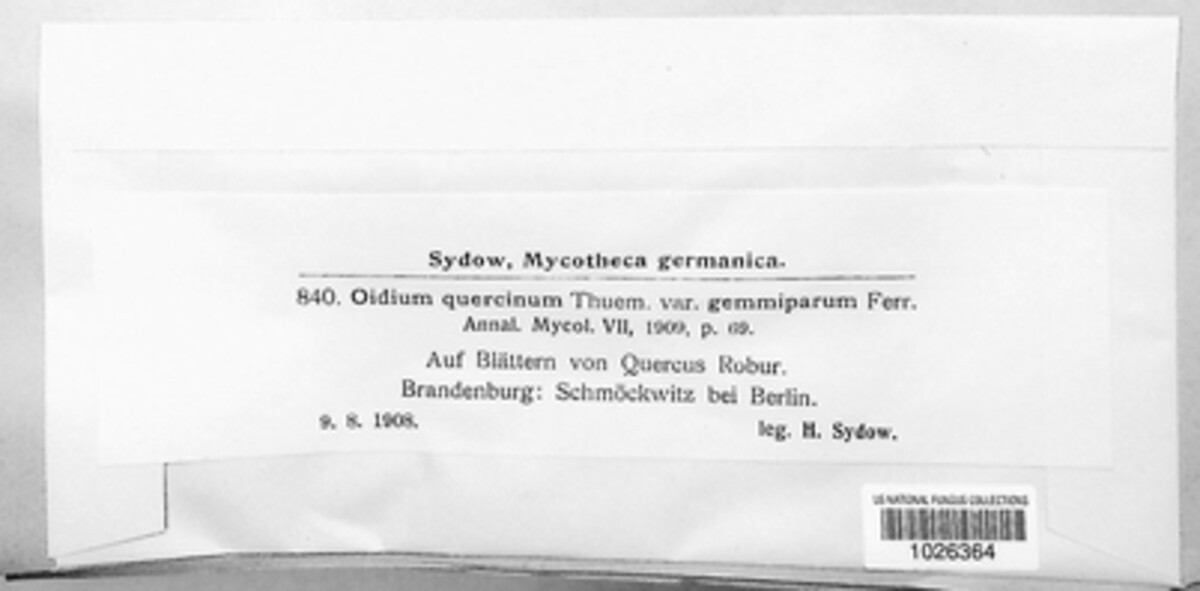 Sydow, Mycotheca germanica.
840. Oidium quercinum Thuem. var. gemmiparum Ferr.
Annal. Mycol. VII, 1909, p. 69.
Auf Blättern von Quercus Robur.
Brandenburg: Schmöckwitz bei Berlin.
9. 8. 1908.
leg. H. Sydow.
US NATIONAL FUNGUS COLLECTIONS
1026364